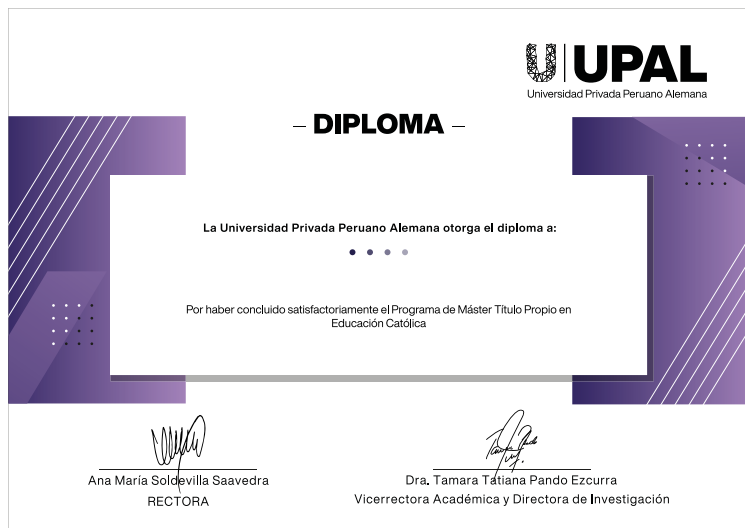 UPAL
Universidad Privada Peruano Alemana
– DIPLOMA –
La Universidad Privada Peruano Alemana otorga el diploma a:
Por haber concluido satisfactoriamente el Programa de Máster Título Propio en
Educación Católica
Ana María Soldevilla Saavedra
RECTORA
Dra. Tamara Tatiana Pando Ezcurra
Vicerrectora Académica y Directora de Investigación